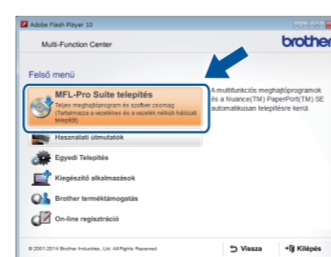 Adobe Flash Player 10
Multi-Function Center
brother
Felső menü
MFL-Pro Suite telepítés
Teljes meghajtóprogram és szoftver csomag
(Tartalmazza a vezetékes és a vezeték nélküli hálózati
telepítőt)
A multifunkciós meghajtóprogramok
és a Nuance(TM) PaperPort(TM) SE
automatikusan telepítésre kerül.
Használati útmutatók
Egyedi Telepítés
Kiegészítő alkalmazások
Brother terméktámogatás
On-line regisztráció
© 2001-2014 Brother Industries, Ltd. All Rights Reserved.
Vissza
Kilépés